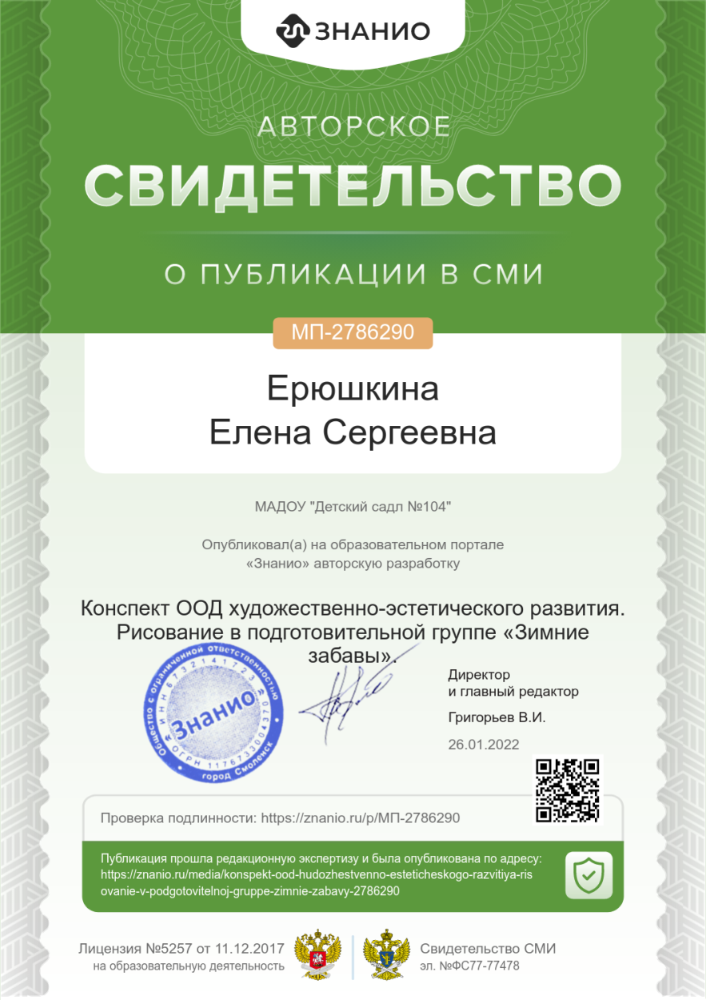 ЗНАНИО
АВТОРСКОЕ
СВИДЕТЕЛЬСТВО
О ПУБЛИКАЦИИ В СМИ
МП-2786290
Ерюшкина
Елена Сергеевна
МАДОУ "Детский садл №104"
Опубликовал(а) на образовательном портале
«Знанио» авторскую разработку
Конспект ООД художественно-эстетического развития.
Рисование в подготовительной группе «Зимние
забавы».
Общество с ограниченной ответственностью
ИНН 6732141723
«Знанио»
ОГРН 1176733004370
город Смоленск
Директор
и главный редактор
Григорьев В.И.
26.01.2022
Проверка подлинности: https://znanio.ru/p/МП-2786290
Публикация прошла редакционную экспертизу и была опубликована по адресу:
https://znanio.ru/media/konspekt-ood-hudozhestvenno-esteticheskogo-razvitiya-ris
ovanie-v-podgotovitelnoj-gruppe-zimnie-zabavy-2786290
Лицензия №5257 от 11.12.2017
на образовательную деятельность
Свидетельство СМИ
эл. №ФС77-77478